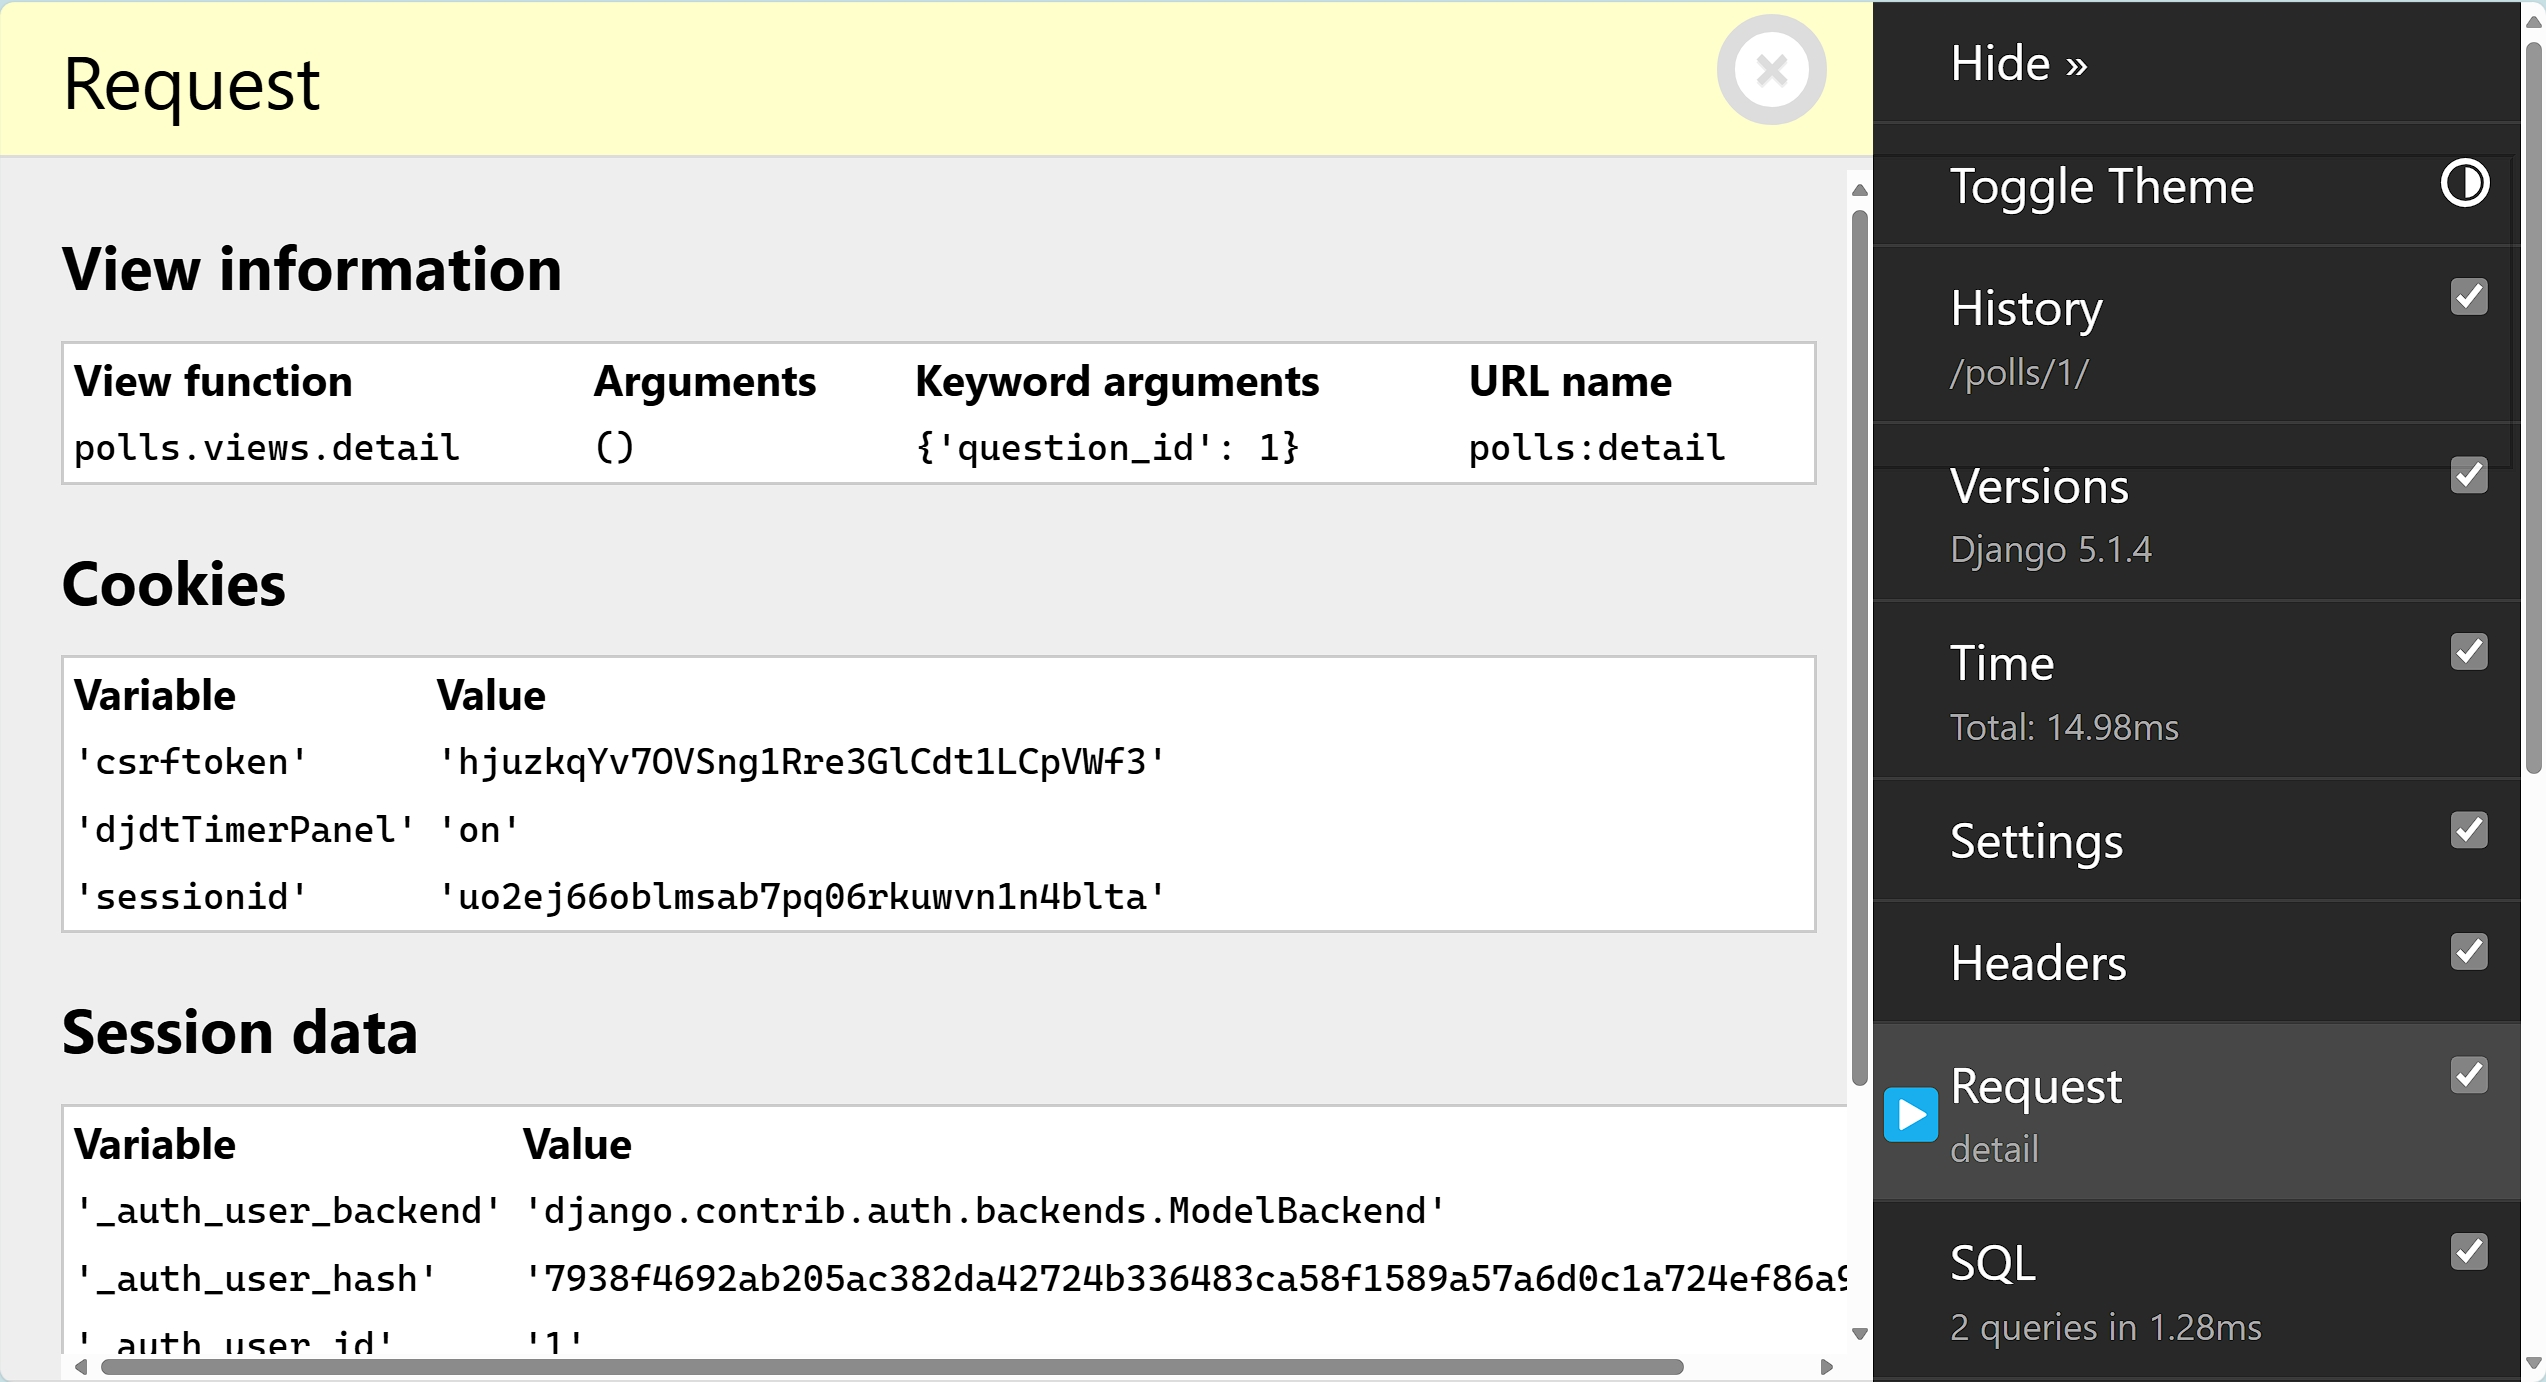 Request
View information
View function Arguments Keyword arguments URL name
polls.views.detail () {'question_id': 1} polls:detail
Cookies
Variable Value
'csrftoken' 'hjuzkqYv7OVSng1Rre3GlCdt1LCpVWf3'
'djdtTimerPanel' 'on'
'sessionid' 'uo2ej66oblmsab7pq06rkuwvn1n4blta'
Session data
Variable Value
'_auth_user_backend' 'django.contrib.auth.backends.ModelBackend'
'_auth_user_hash' '7938f4692ab205ac382da42724b336483ca58f1589a57a6d0c1a724ef86a9
'_auth_user_id' '1'
Hide »
Toggle Theme
History
/polls/1/
Versions
Django 5.1.4
Time
Total: 14.98ms
Settings
Headers
Request
detail
SQL
2 queries in 1.28ms